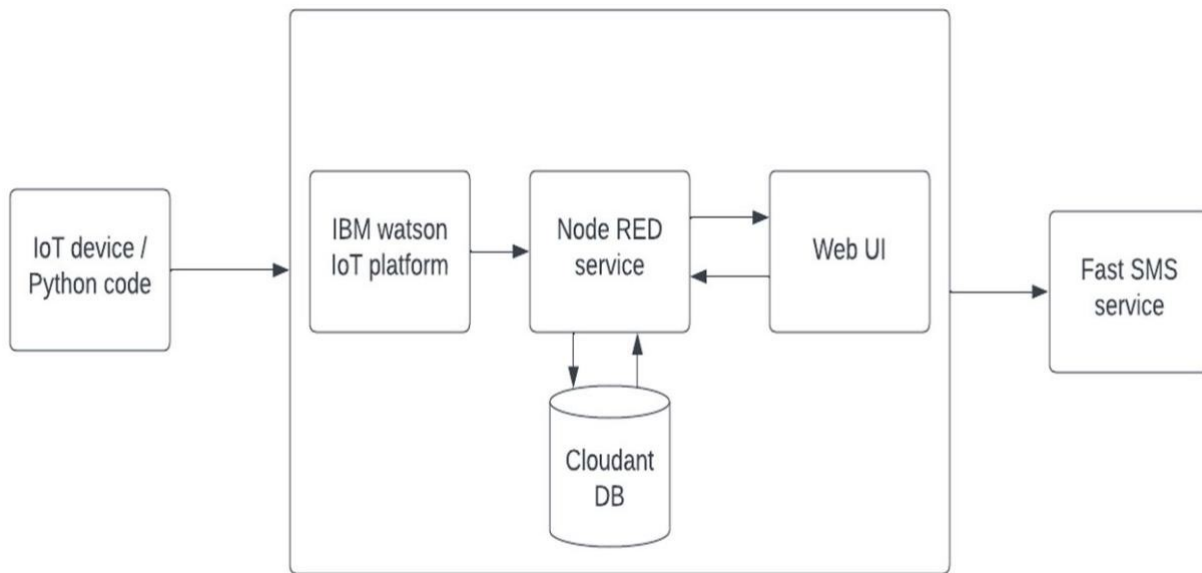 IoT device /
Python code
IBM watson
IoT platform
Node RED
service
Web UI
Cloudant
DB
Fast SMS
service